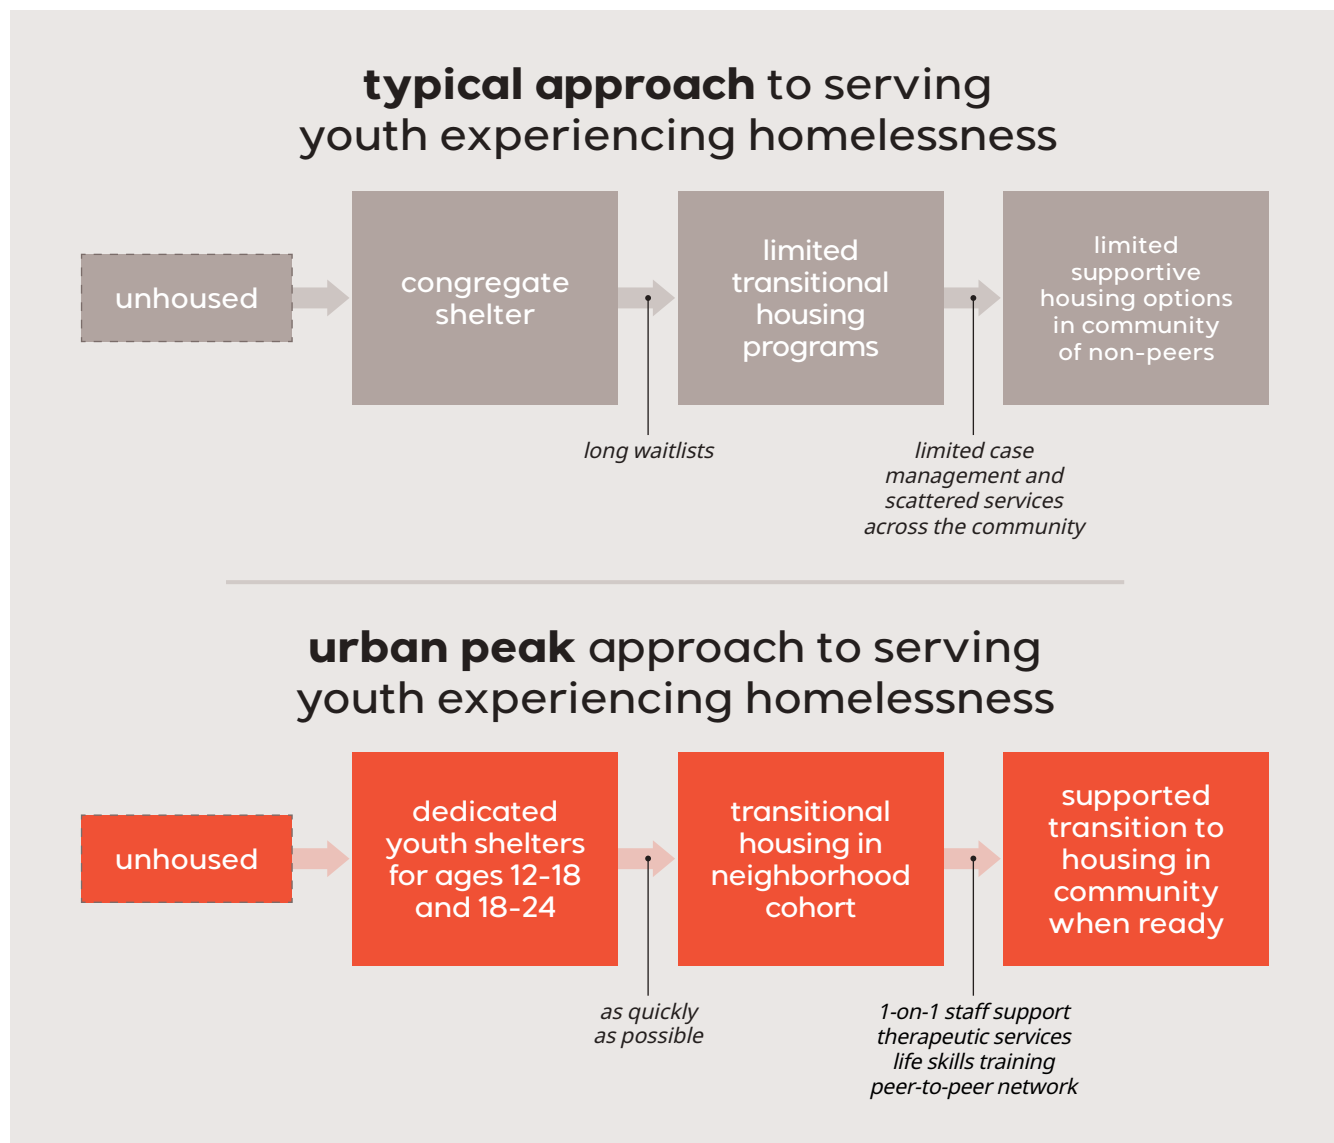 typical approach to serving
youth experiencing homelessness
unhoused
congregate
shelter
limited
transitional
housing
programs
limited
supportive
housing options
in community
of non-peers
long waitlists
limited case
management and
scattered services
across the community
urban peak approach to serving
youth experiencing homelessness
unhoused
dedicated
youth shelters
for ages 12-18
and 18-24
transitional
housing in
neighborhood
cohort
supported
transition to
housing in
community
when ready
as quickly
as possible
1-on-1 staff support
therapeutic services
life skills training
peer-to-peer network